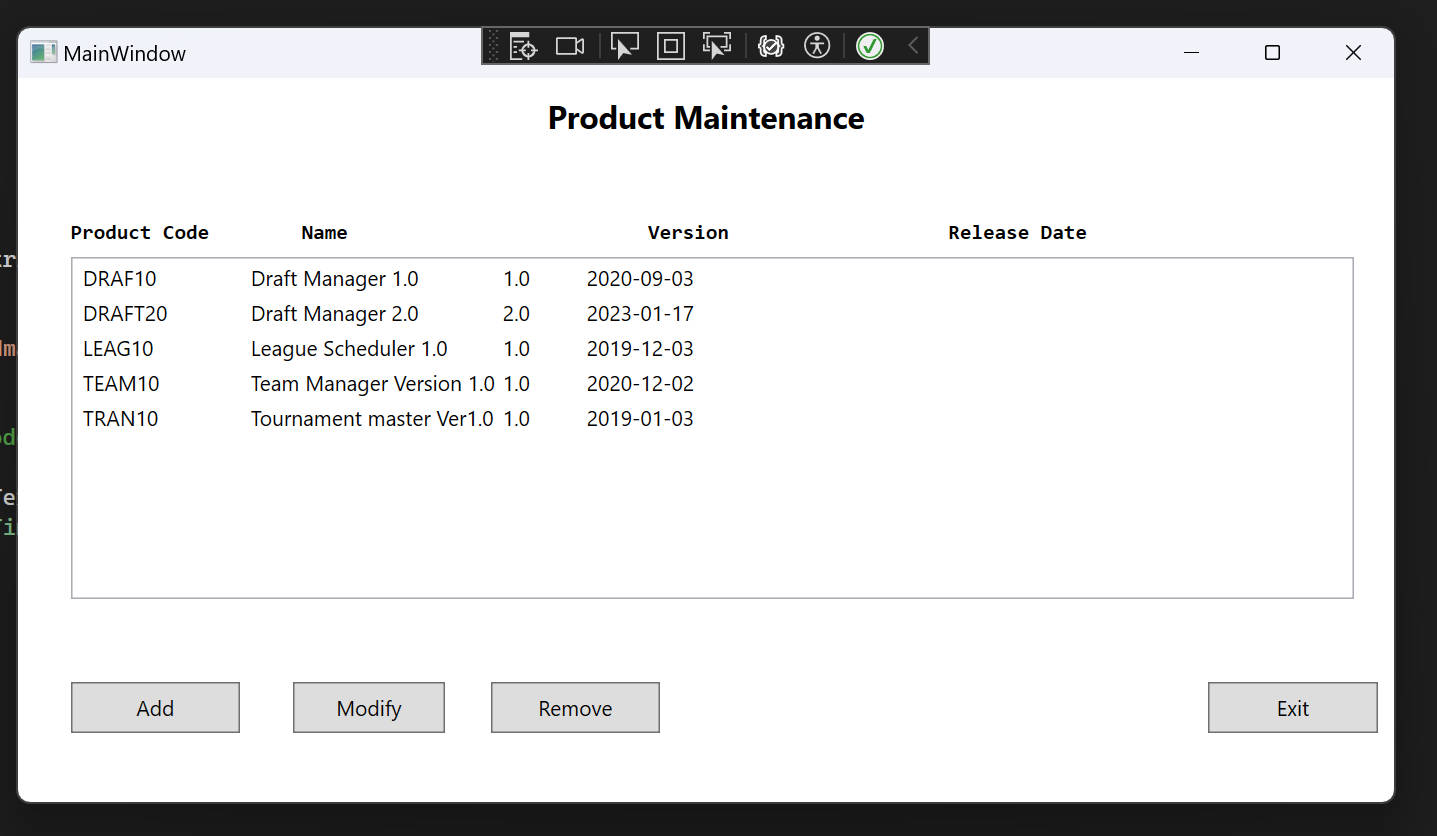 MainWindow
Product Maintenance
Product Code Name Version Release Date
DRAF10 Draft Manager 1.0 1.0 2020-09-03
DRAFT20 Draft Manager 2.0 2.0 2023-01-17
LEAG10 League Scheduler 1.0 1.0 2019-12-03
TEAM10 Team Manager Version 1.0 1.0 2020-12-02
TRAN10 Tournament master Ver1.0 1.0 2019-01-03
Add Modify Remove Exit